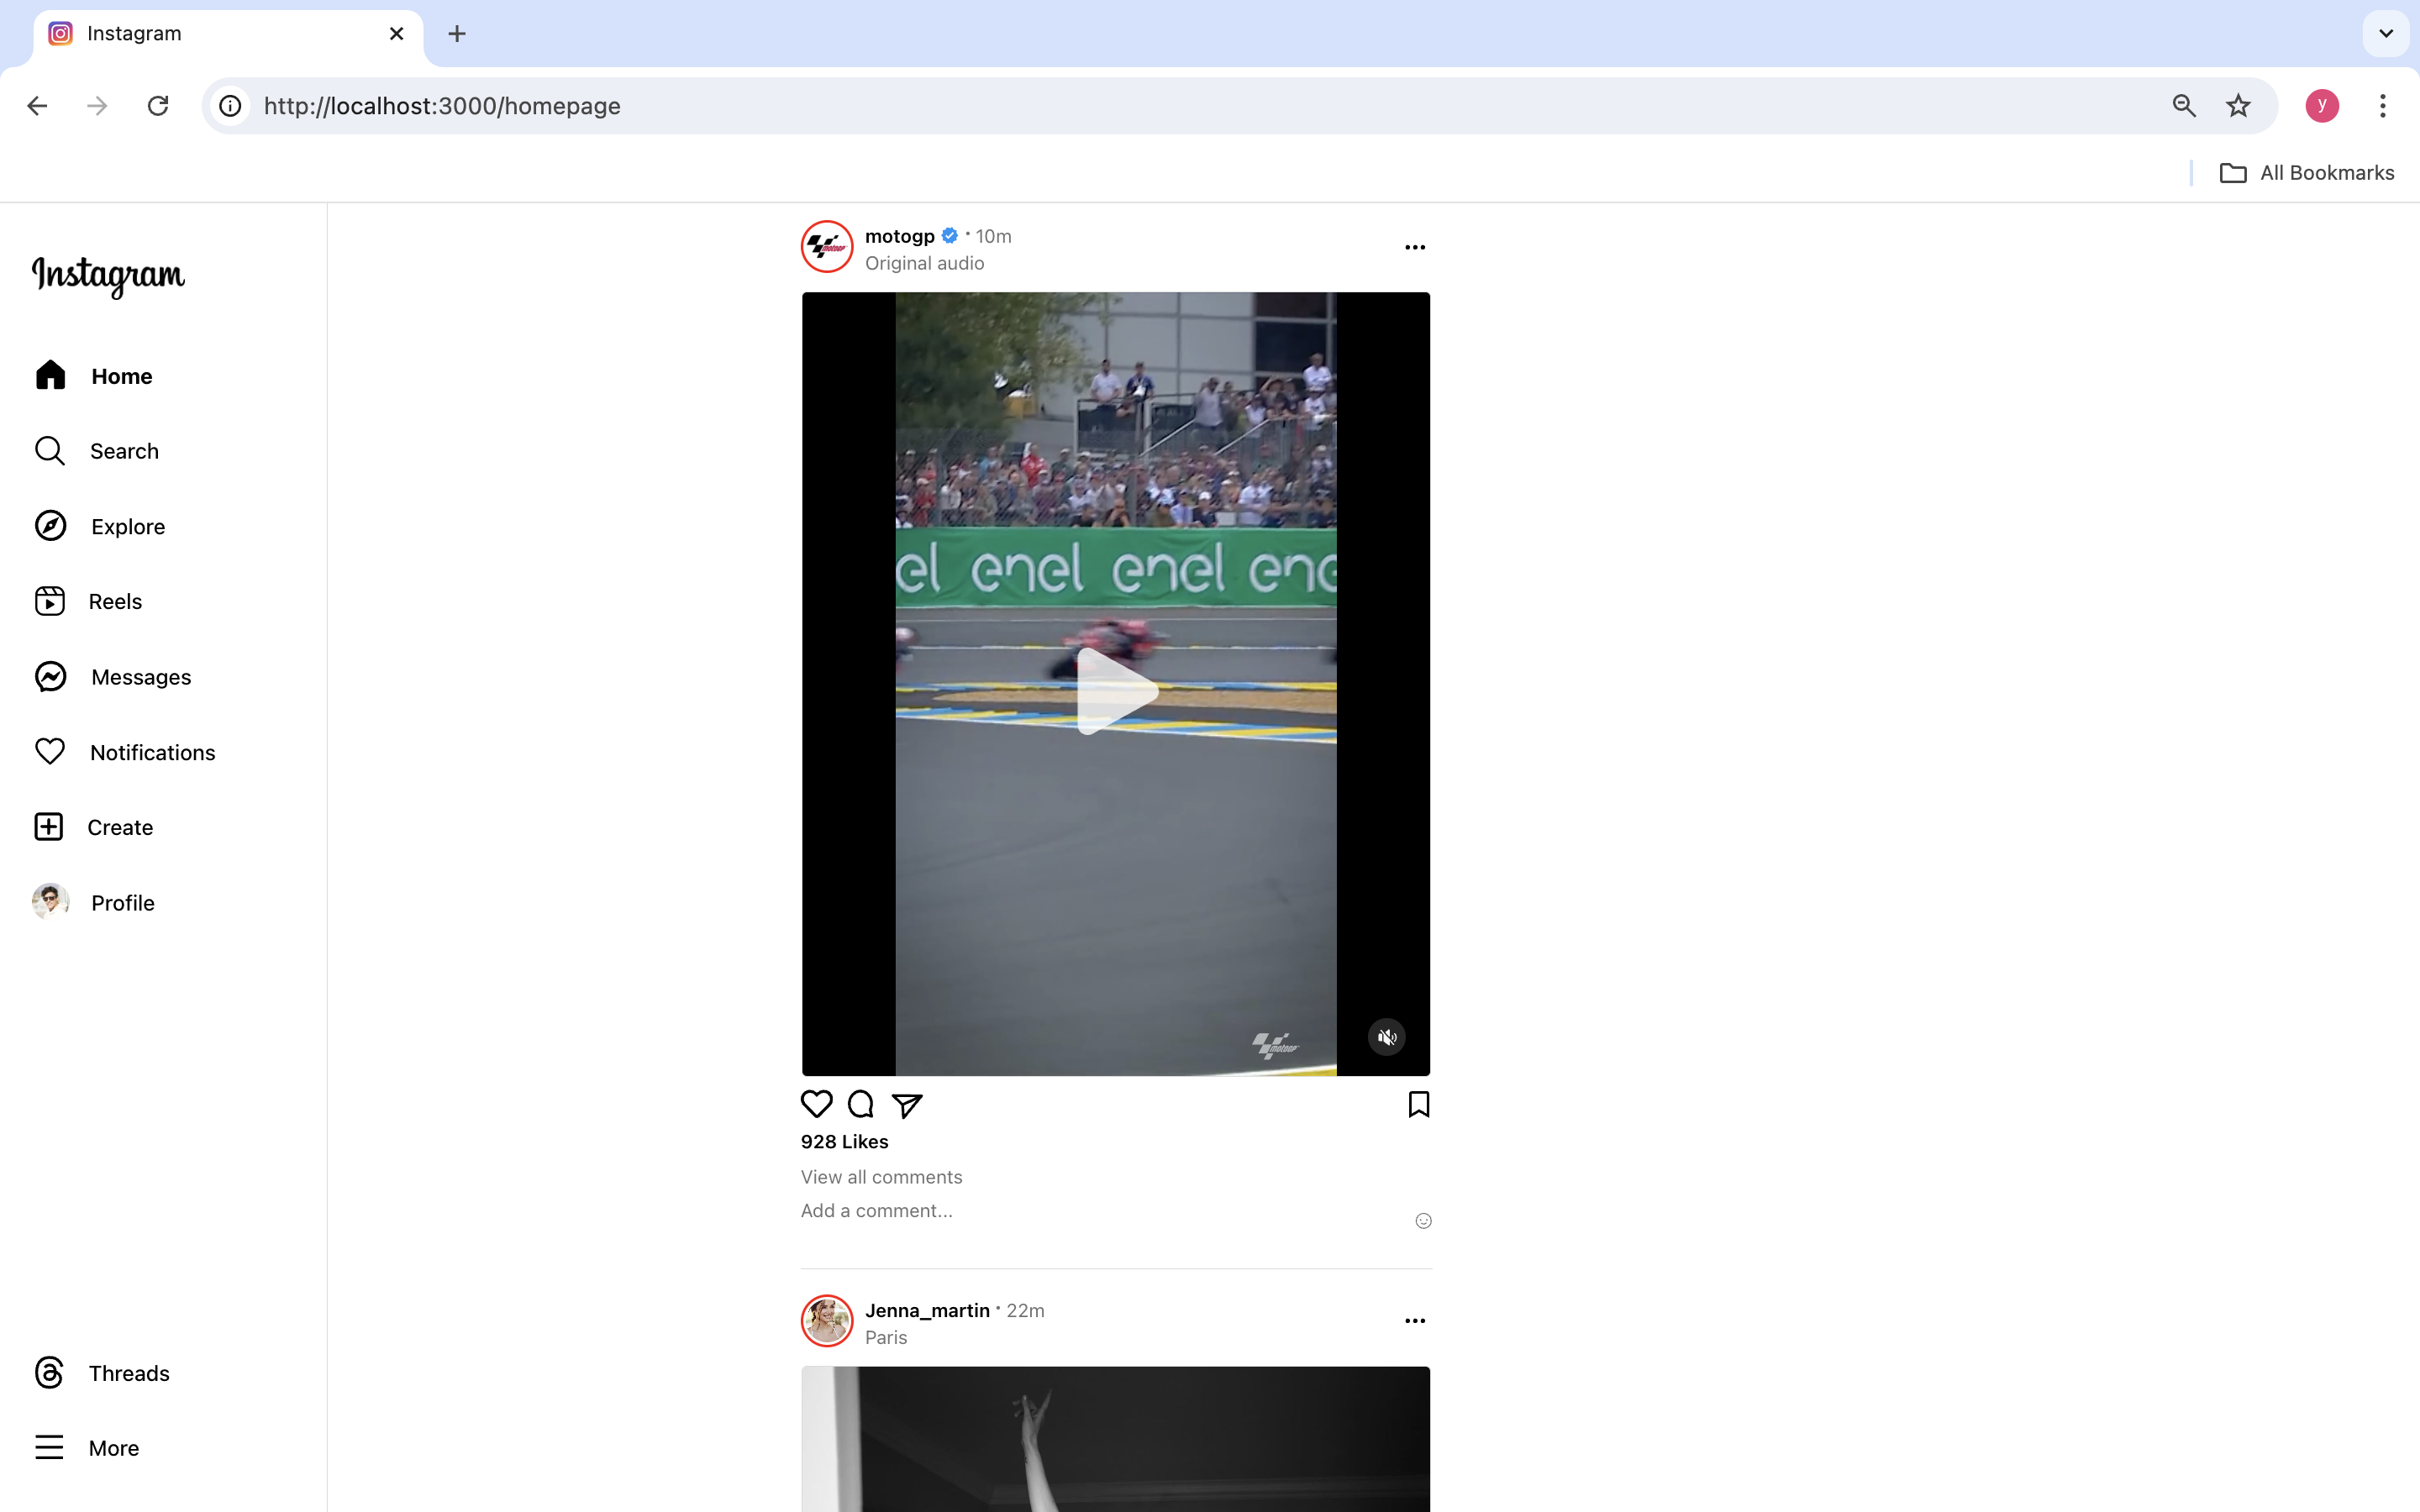 Instagram
http://localhost:3000/homepage
y
All Bookmarks
Instagram
Home
Search
Explore
Reels
Messages
Notifications
Create
Profile
Threads
More
motogp • 10m
Original audio
el enel enel ene
motogp
928 Likes
View all comments
Add a comment...
Jenna_martin • 22m
Paris